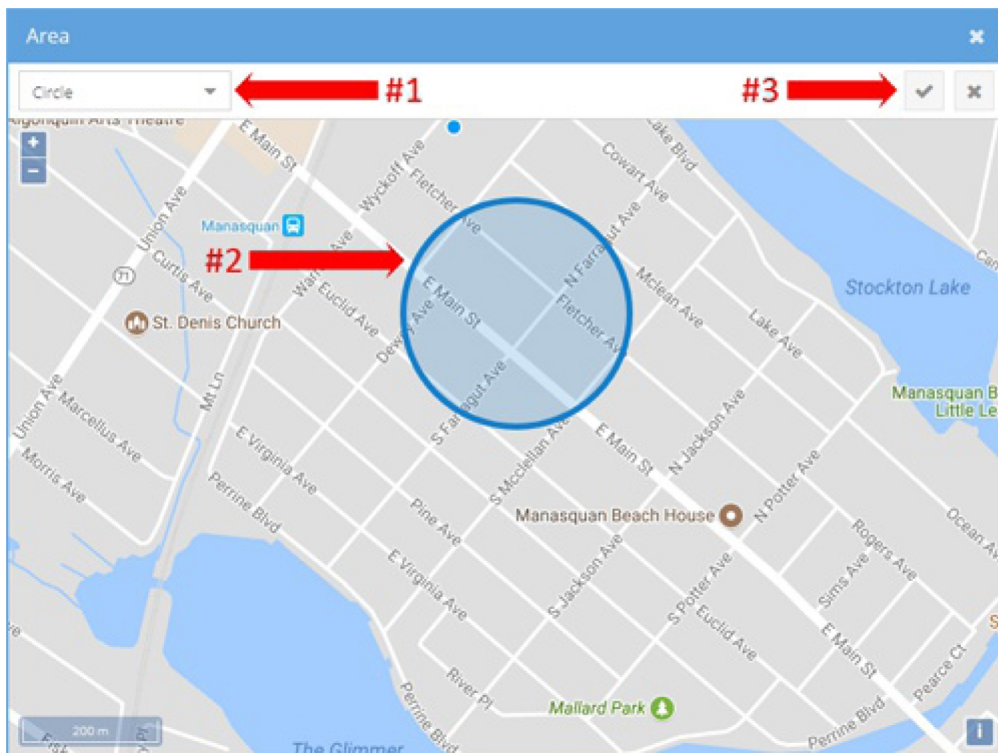 Area
Circle
#1
#3
Algonquin Arts Theatre
E Main St
Lake Blvd
Cowart Ave
Wyckoff Ave
Fletcher Ave
Union Ave
Manasquan
#2
N Farragut Ave
Warren Ave
71
Curtis Ave
Euclid Ave
E Main St
Mclean Ave
Stockton Lake
St. Denis Church
Dewey Ave
Fletcher Ave
Lake Ave
Mt Ln
Union Ave
S Farragut Ave
Manasquan B
Little Le
Marcellus Ave
N Jackson Ave
E Virginia Ave
S Mcclellan Ave
E Main St
Morris Ave
Perrine Blvd
Pine Ave
N Potter Ave
Manasquan Beach House
Ocean Av
Rogers Ave
E Virginia Ave
S Jackson Ave
S Potter Ave
Sims Ave
Euclid Ave
E Main St
Pearce Ct
River Pl
Mallard Park
Perrine Blvd
Perrine Blvd
200 m
The Glimmer